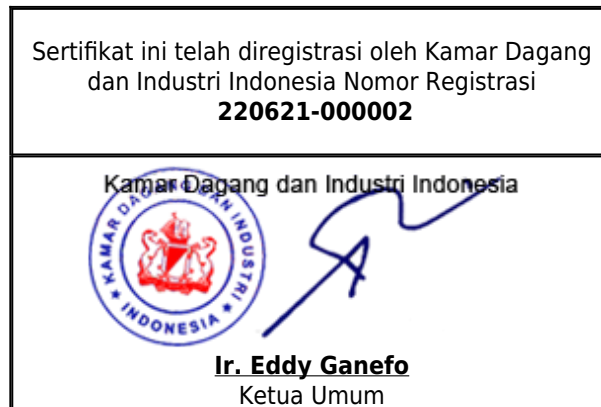 Sertifikat ini telah diregistrasi oleh Kamar Dagang
dan Industri Indonesia Nomor Registrasi
220621-000002
Kamar Dagang dan Industri Indonesia
KAMAR DAGANG DAN INDUSTRI
INDONESIA
Ir. Eddy Ganefo
Ketua Umum